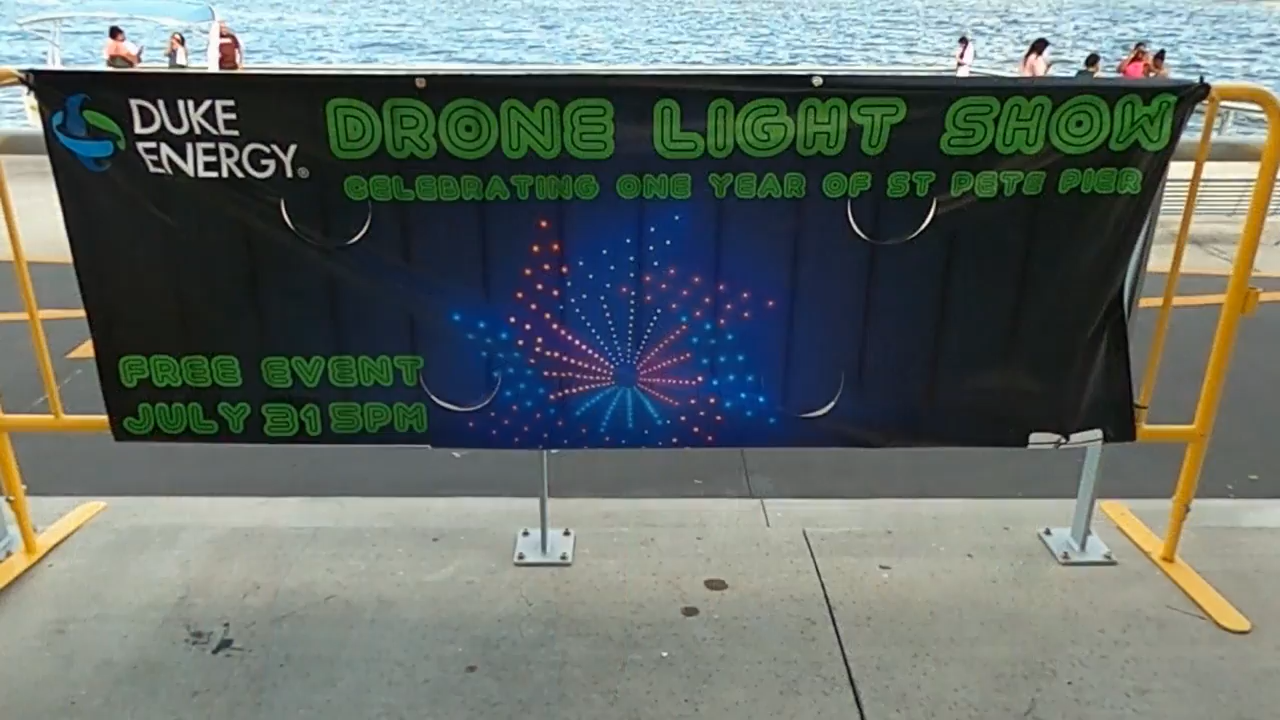 DUKE
ENERGY®
DRONE LIGHT SHOW
CELEBRATING ONE YEAR OF ST PETE PIER
FREE EVENT
JULY 31 5PM